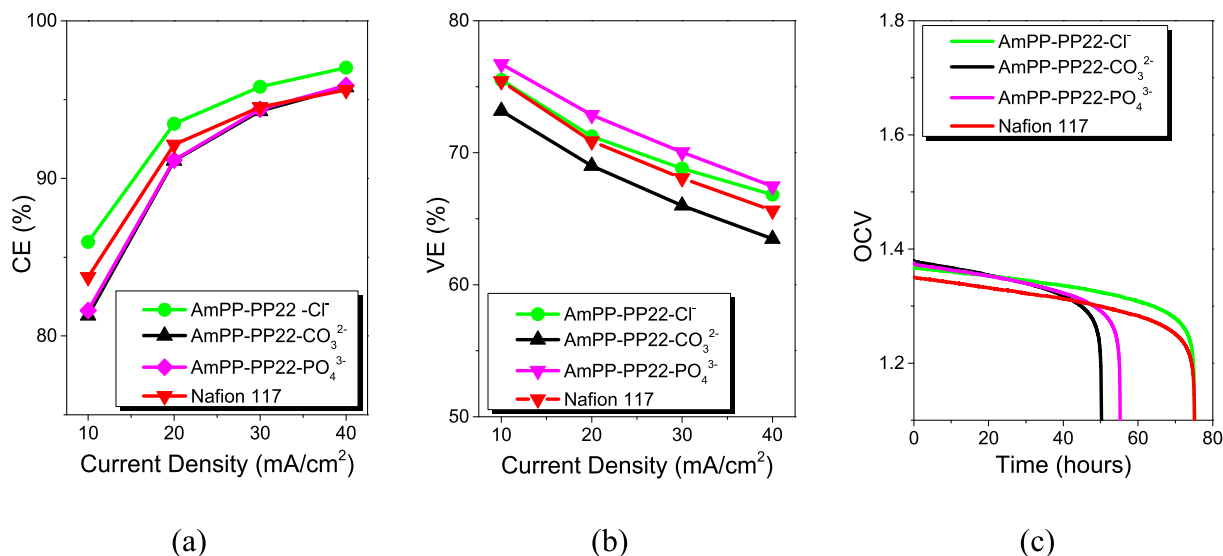 100
90
80
CE (%)
AmPP-PP22 -Cl⁻
AmPP-PP22-CO₃²⁻
AmPP-PP22-PO₄³⁻
Nafion 117
10 20 30 40
Current Density (mA/cm²)
(a)
80
70
60
50
VE (%)
AmPP-PP22-Cl⁻
AmPP-PP22-CO₃²⁻
AmPP-PP22-PO₄³⁻
Nafion 117
10 20 30 40
Current Density (mA/cm²)
(b)
1.8
1.6
1.4
1.2
OCV
AmPP-PP22-Cl⁻
AmPP-PP22-CO₃²⁻
AmPP-PP22-PO₄³⁻
Nafion 117
0 20 40 60 80
Time (hours)
(c)